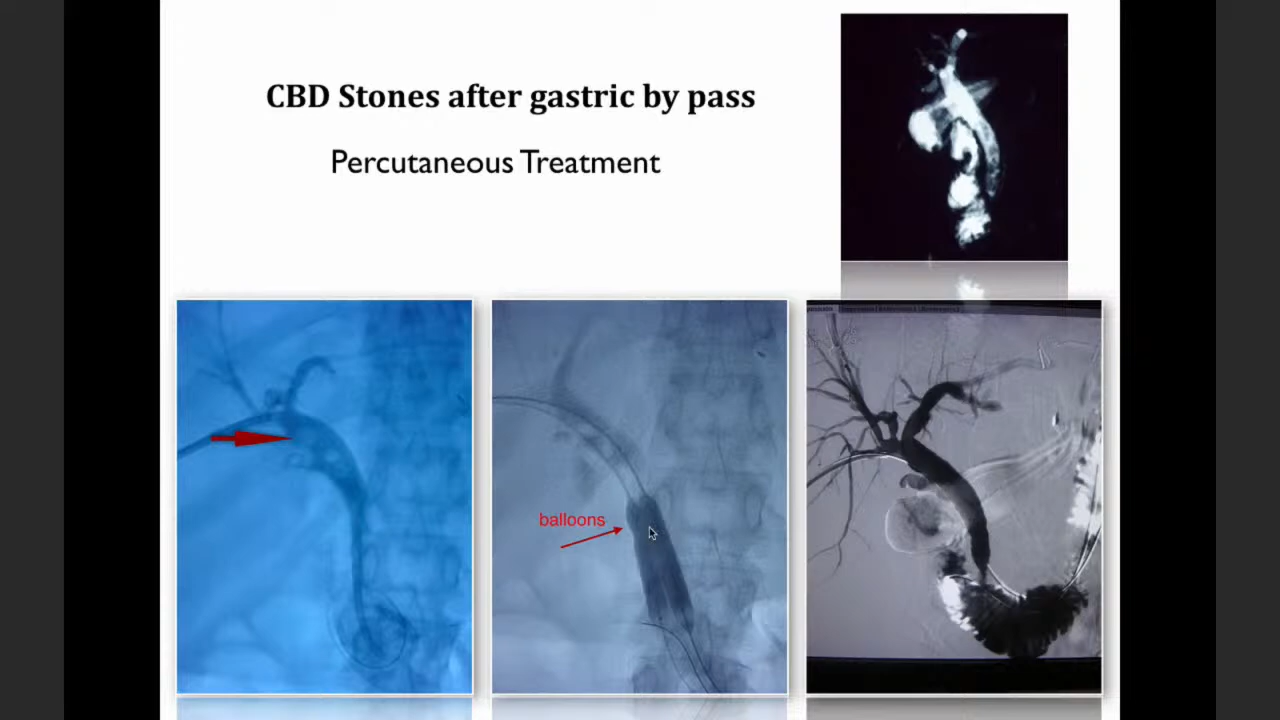 CBD Stones after gastric by pass
Percutaneous Treatment
balloons